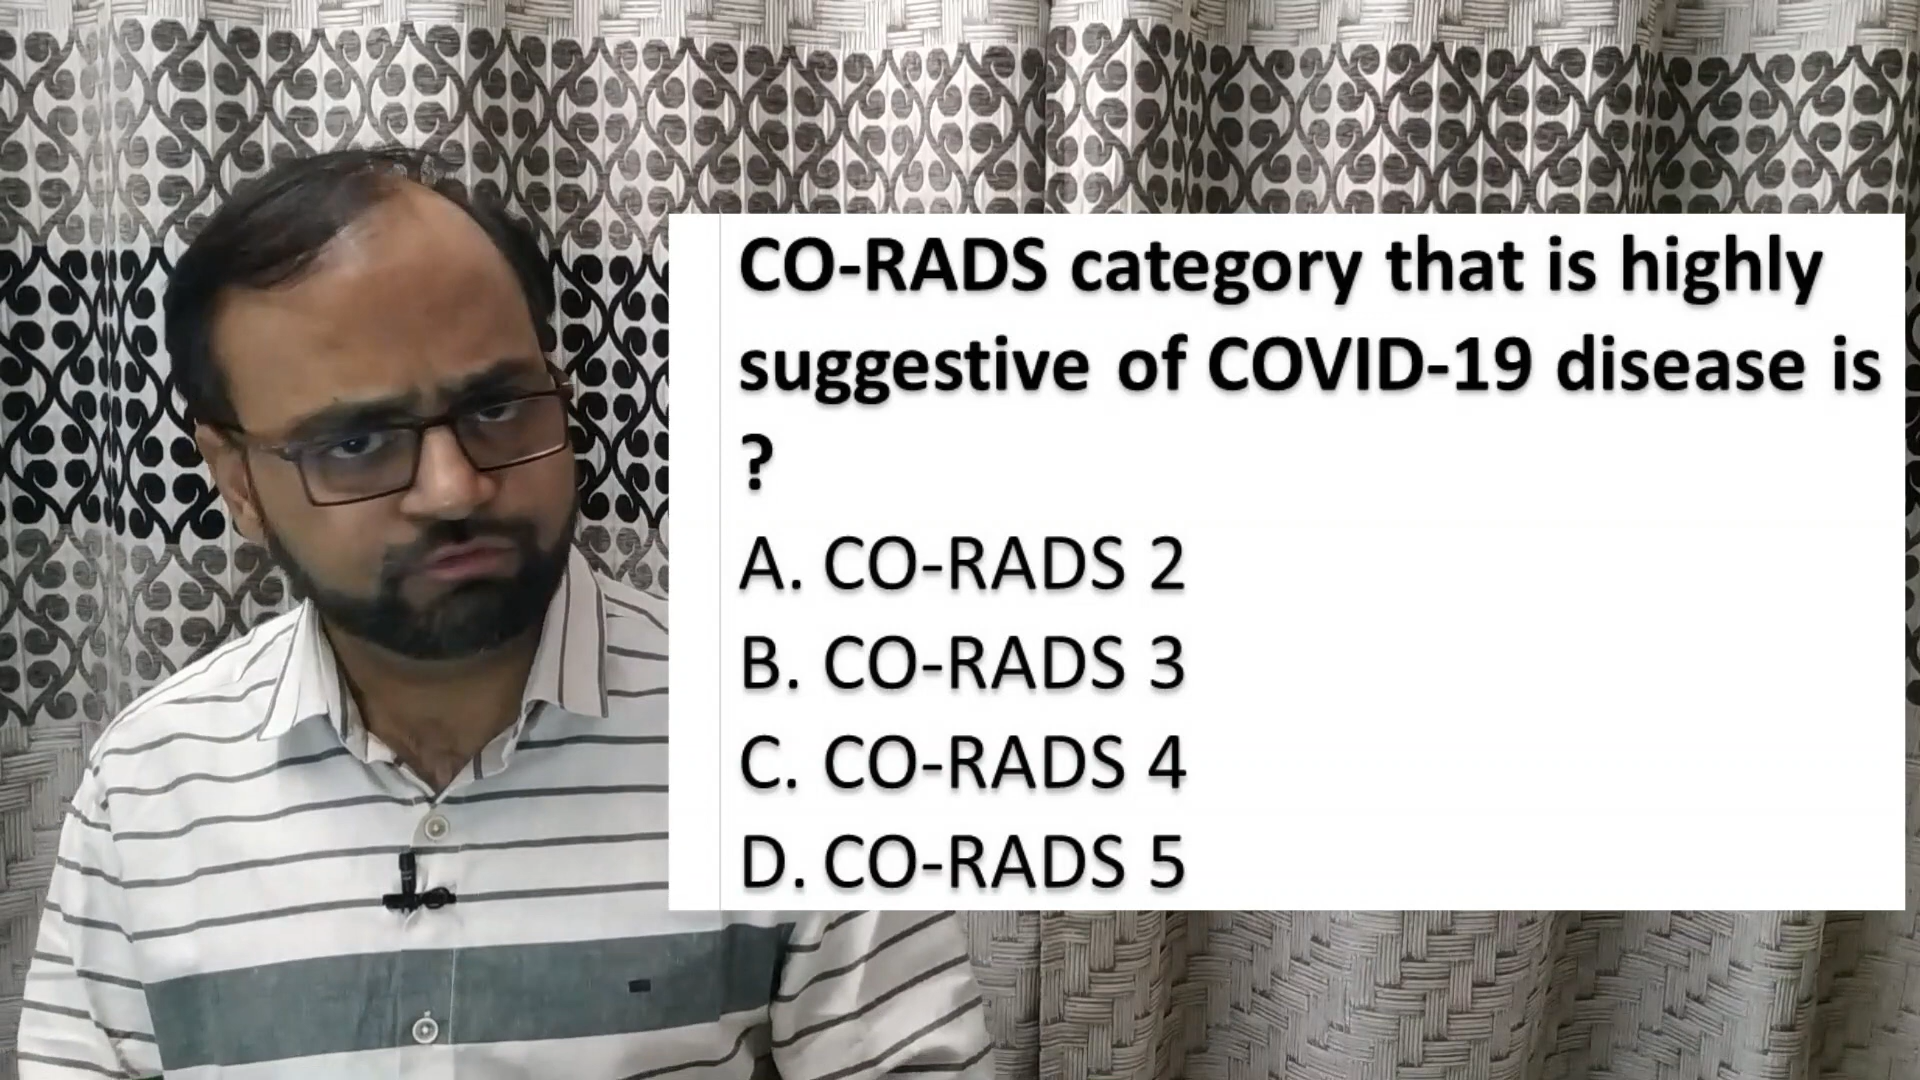 CO-RADS category that is highly
suggestive of COVID-19 disease is
?
A. CO-RADS 2
B. CO-RADS 3
C. CO-RADS 4
D. CO-RADS 5